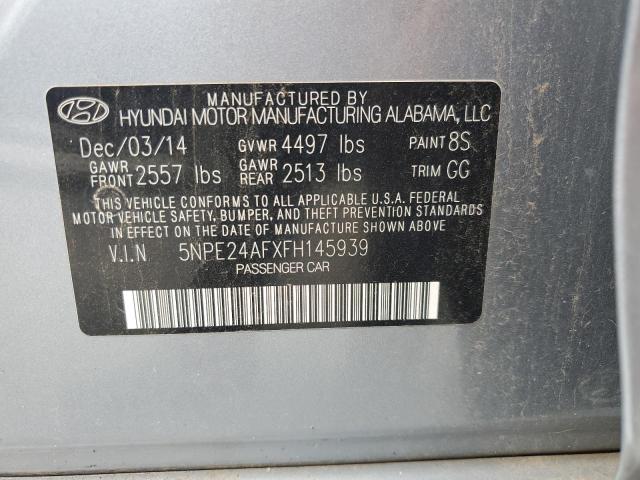 MANUFACTURED BY
HYUNDAI MOTOR MANUFACTURING ALABAMA, LLC
Dec/03/14 GVWR 4497 lbs PAINT 8S
GAWR FRONT 2557 lbs GAWR REAR 2513 lbs TRIM GG
THIS VEHICLE CONFORMS TO ALL APPLICABLE U.S.A. FEDERAL
MOTOR VEHICLE SAFETY, BUMPER, AND THEFT PREVENTION STANDARDS
IN EFFECT ON THE DATE OF MANUFACTURE SHOWN ABOVE.
V.I.N 5NPE24AFXFH145939
PASSENGER CAR